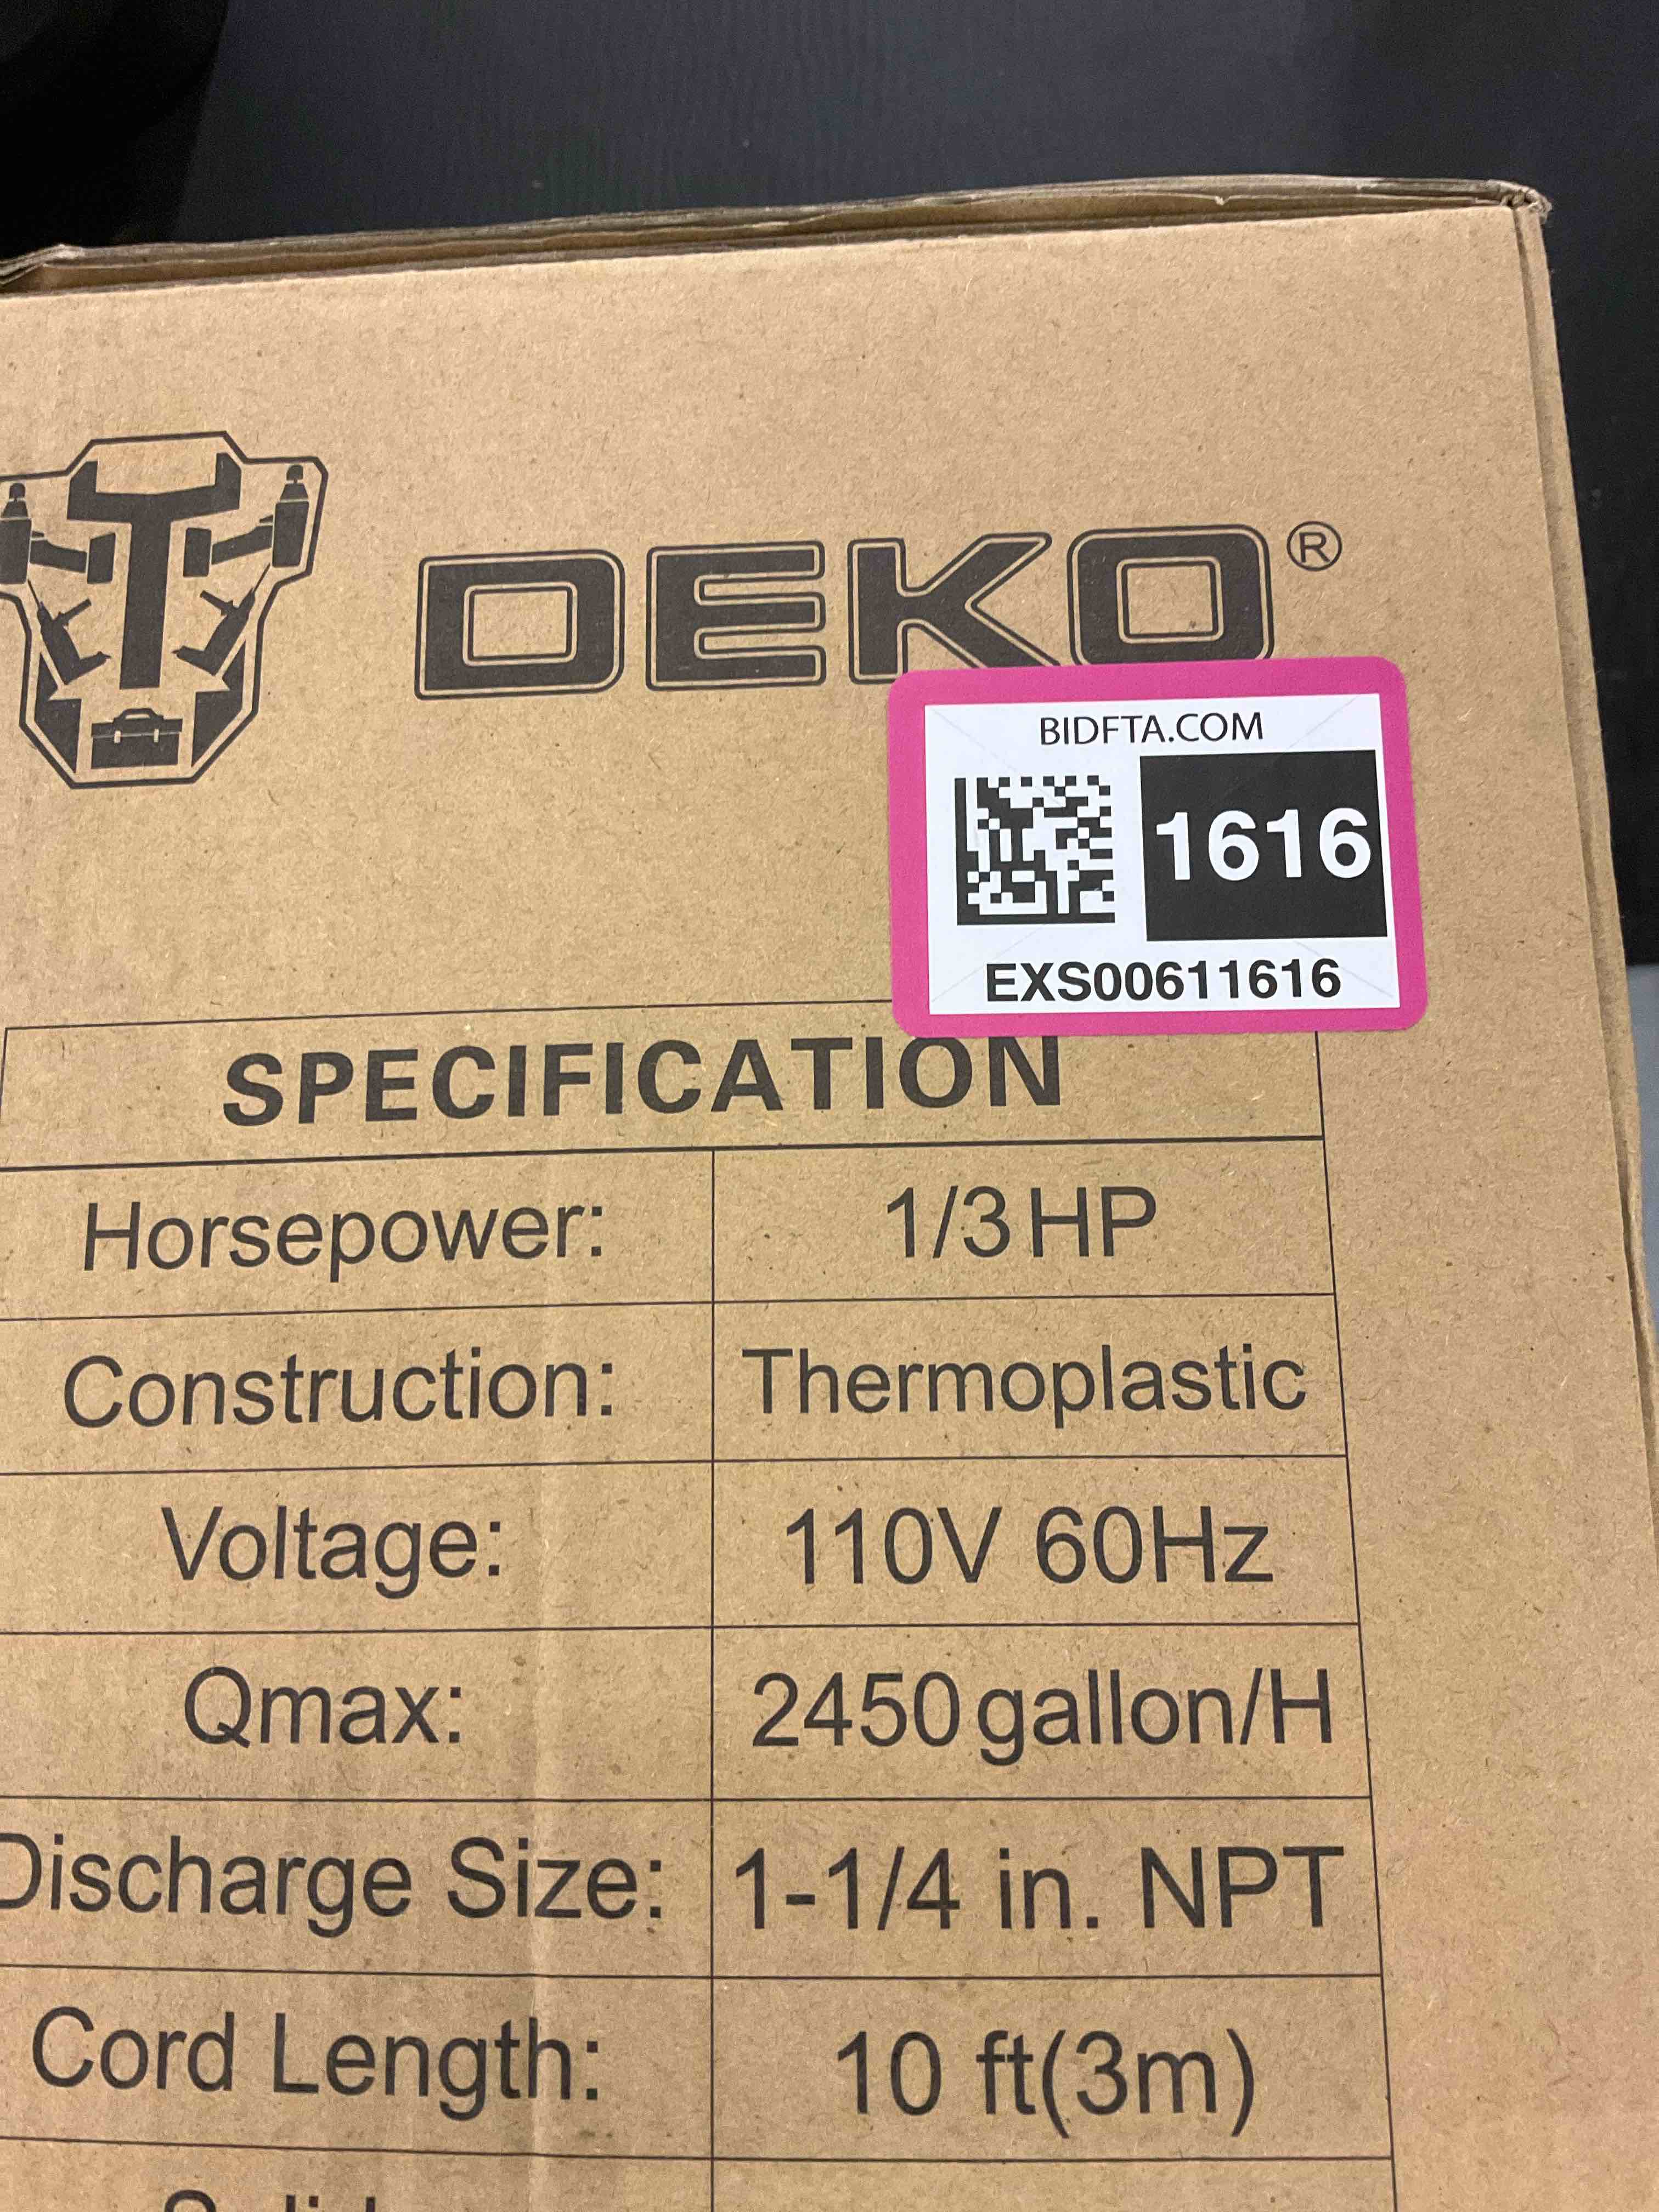 DEKO®
BIDFTA.COM
1616
EXS00611616
SPECIFICATION
Horsepower: 1/3 HP
Construction: Thermoplastic
Voltage: 110V 60Hz
Qmax: 2450 gallon/H
Discharge Size: 1-1/4 in. NPT
Cord Length: 10 ft(3m)